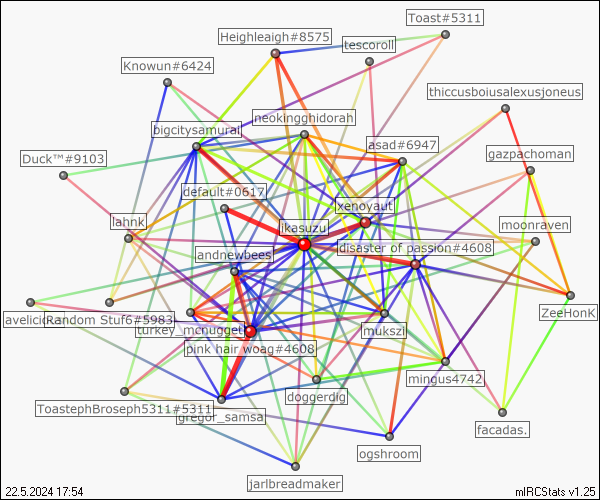 Toast#5311
Heighleigh#8575
tescoroll
Knowun#6424
thiccusboiusalexusjoneus
neokingghidorah
bigcitysamurai
asad#6947
gazpachoman
Duck™#9103
default#0617
xenoyaut
lahnk
ikasuzu
moonraven
disaster of passion#4608
andnewbees
avelici
Random Stuf6#5983
ZeeHonK
turkey_mcnugget
mukszi
pink hair woag#4608
mingus4742
doggerdig
ToastephBroseph5311#5311
gregor_samsa
facadas.
ogshroom
jarlbreadmaker
22.5.2024 17:54
mIRCStats v1.25